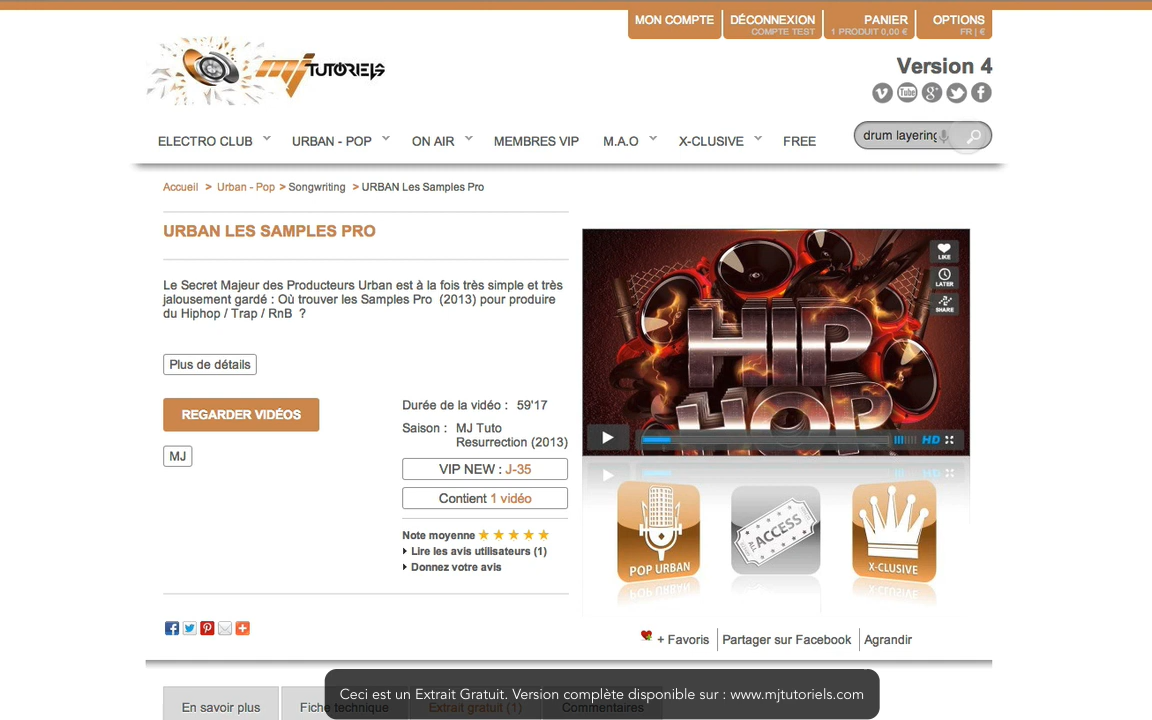 MON COMPTE
DÉCONNEXION
COMPTE TEST
PANIER
1 PRODUIT 0,00 €
OPTIONS
FR | €
mj TUTORIELS
Version 4
ELECTRO CLUB
URBAN - POP
ON AIR
MEMBRES VIP
M.A.O
X-CLUSIVE
FREE
drum layering
Accueil > Urban - Pop > Songwriting > URBAN Les Samples Pro
URBAN LES SAMPLES PRO
Le Secret Majeur des Producteurs Urban est à la fois très simple et très
jalousement gardé : Où trouver les Samples Pro (2013) pour produire
du Hiphop / Trap / RnB ?
Plus de détails
REGARDER VIDÉOS
MJ
Durée de la vidéo : 59'17
Saison : MJ Tuto
Resurrection (2013)
VIP NEW : J-35
Contient 1 vidéo
Note moyenne
Lire les avis utilisateurs (1)
Donnez votre avis
HIP
HOP
LIKE
LATER
SHARE
HD
POP URBAN
ALL ACCESS
X-CLUSIVE
+ Favoris
Partager sur Facebook
Agrandir
En savoir plus
Fiche technique
Extrait gratuit (1)
Commentaires
Ceci est un Extrait Gratuit. Version complète disponible sur : www.mjtutoriels.com